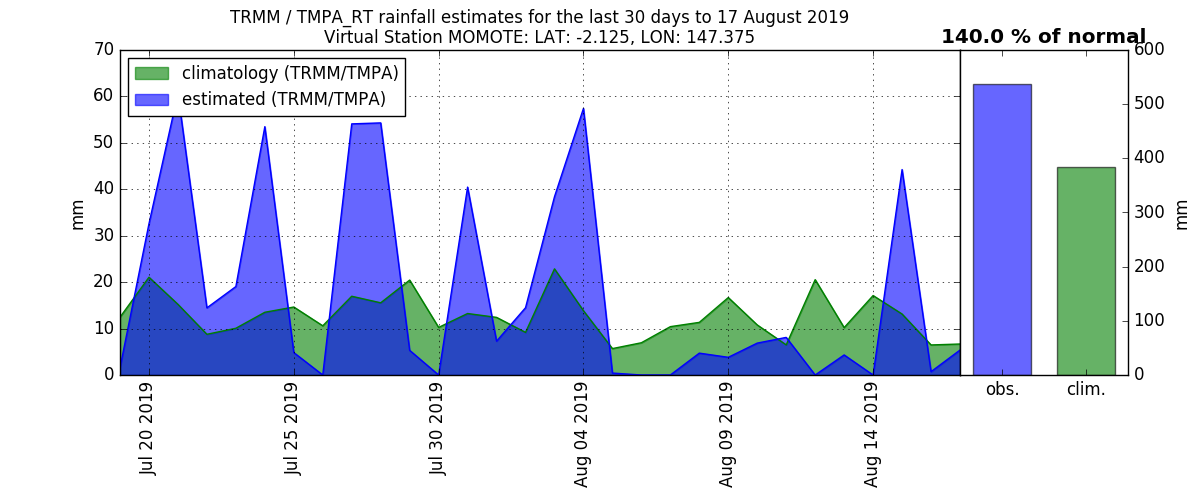 TRMM / TMPA_RT rainfall estimates for the last 30 days to 17 August 2019
Virtual Station MOMOTE: LAT: -2.125, LON: 147.375
140.0 % of normal
climatology (TRMM/TMPA)
estimated (TRMM/TMPA)
70
60
50
40
30
20
10
0
mm
Jul 20 2019
Jul 25 2019
Jul 30 2019
Aug 04 2019
Aug 09 2019
Aug 14 2019
obs.
clim.
600
500
400
300
200
100
0
mm